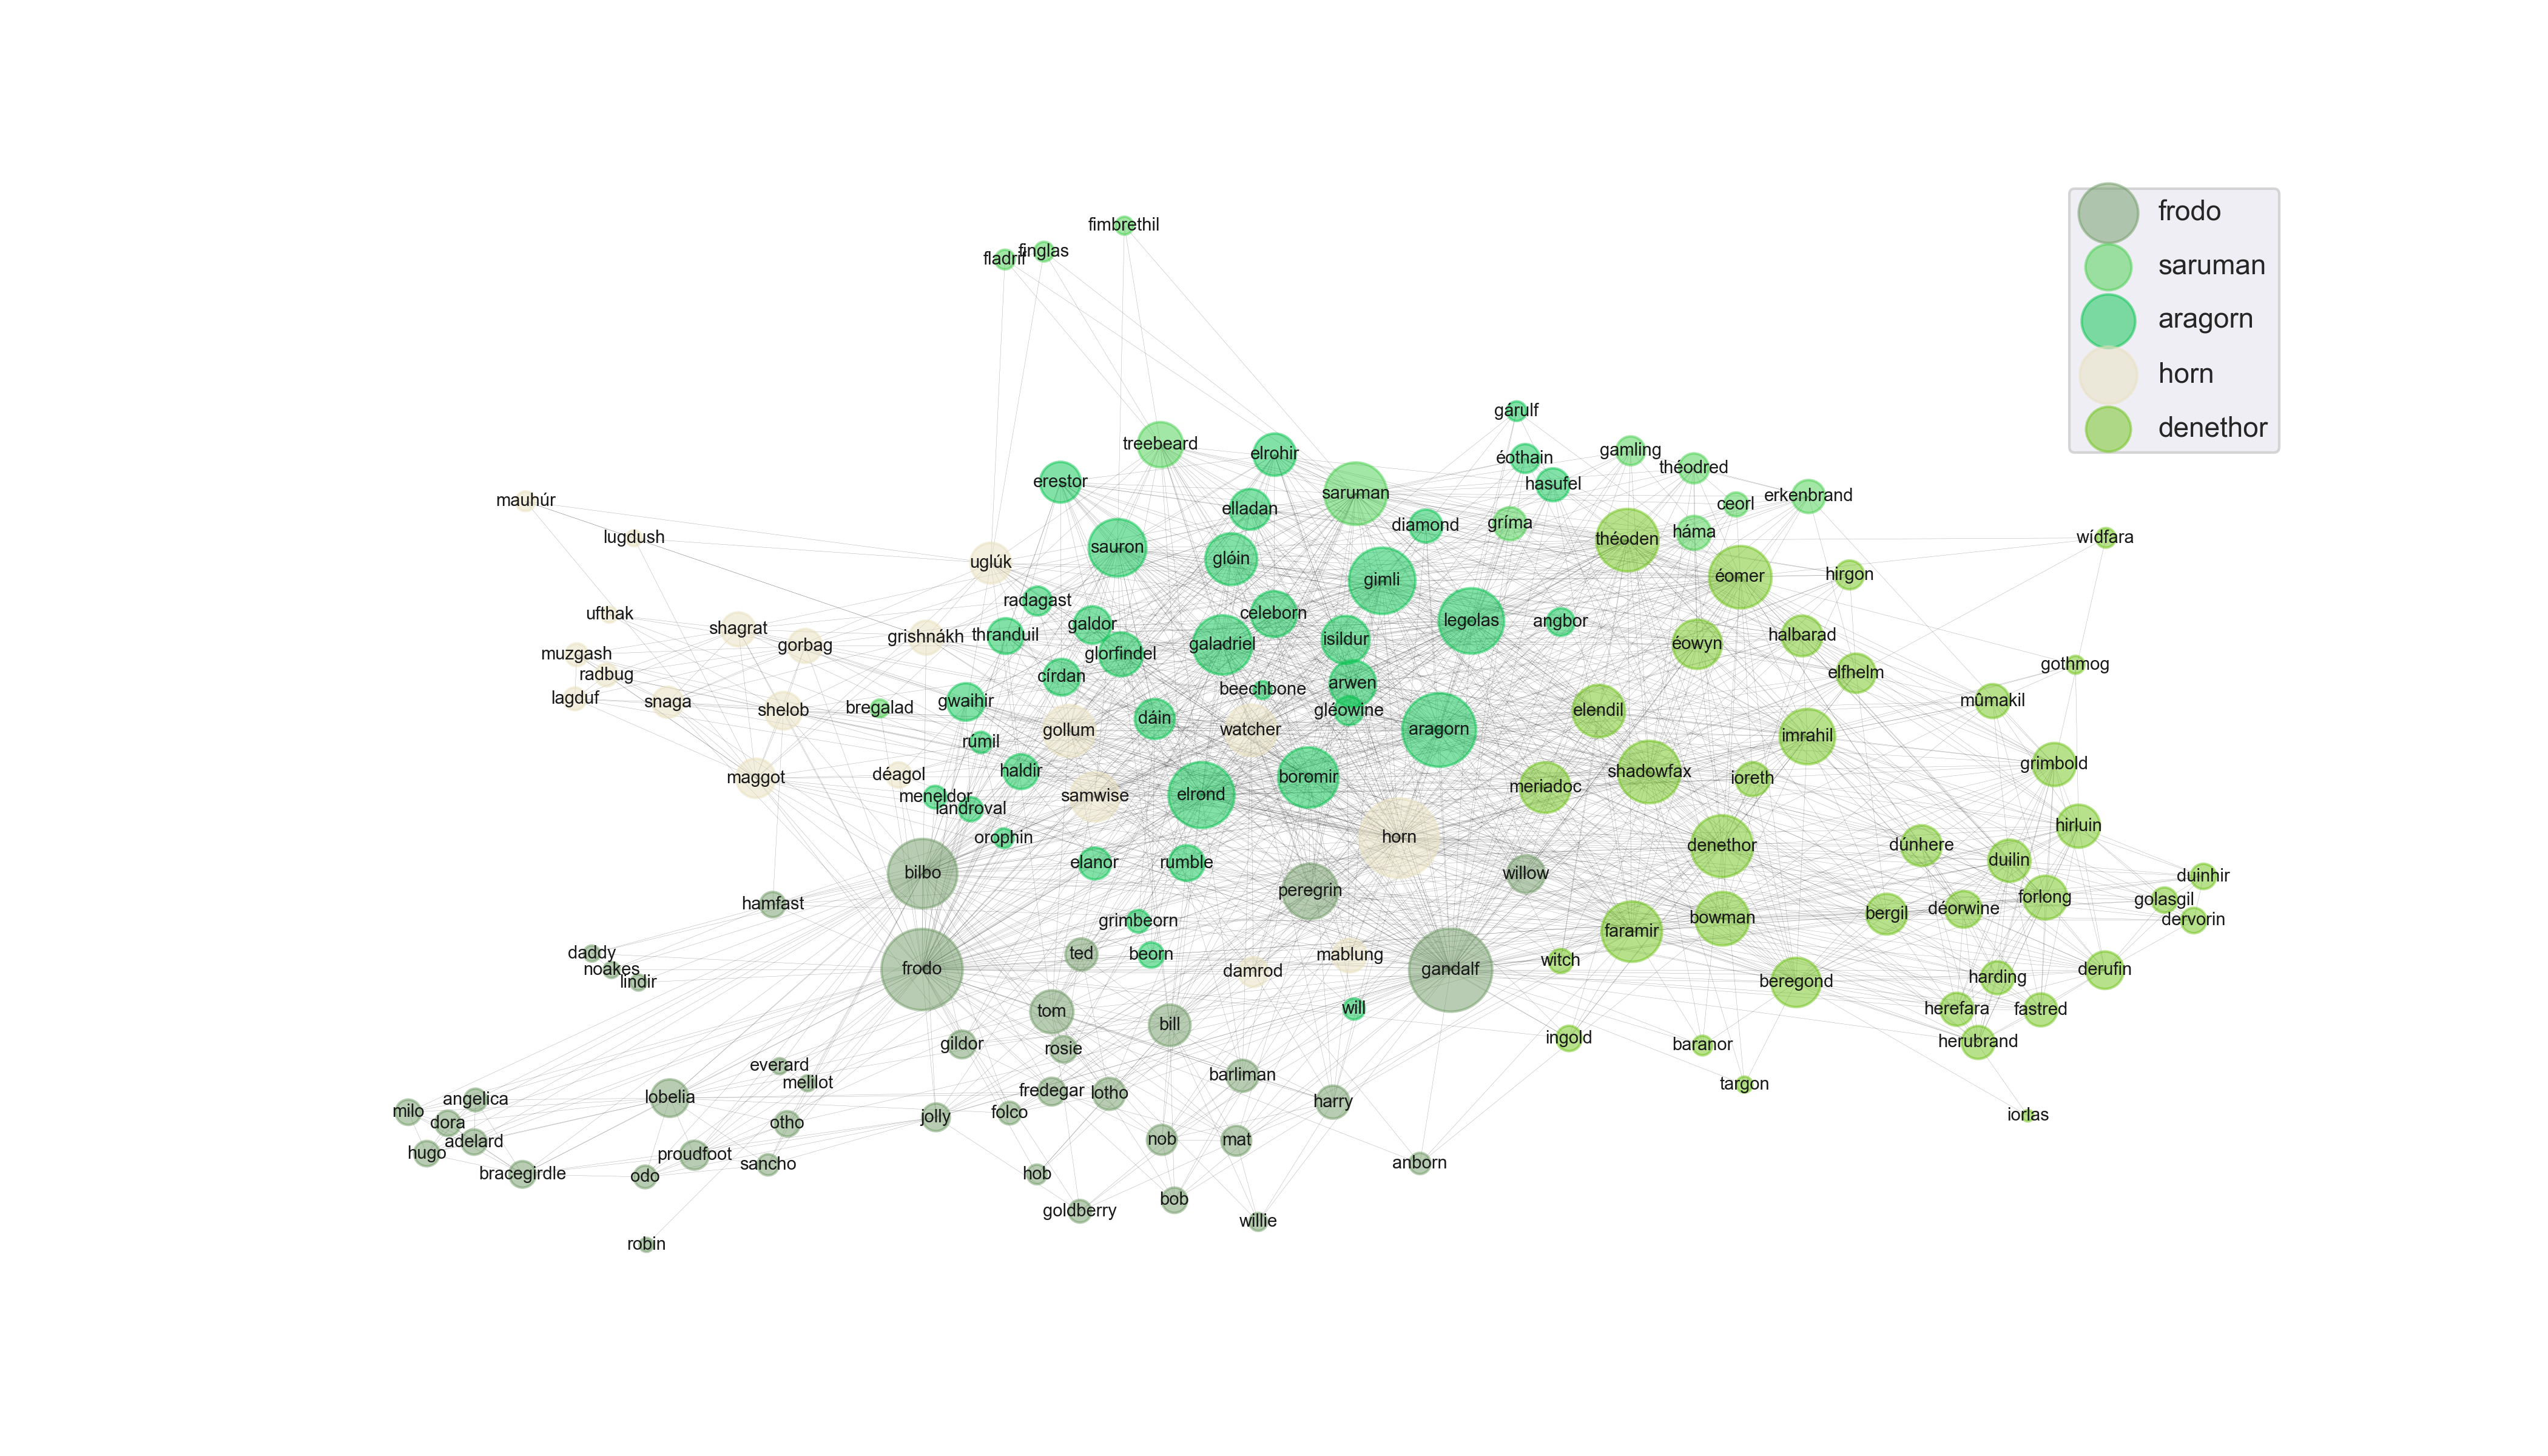 fimbrethil
finglas
fladrif
frodo
saruman
aragorn
horn
denethor
gárulf
treebeard
elrohir
éothain
gamling
théodred
erestor
hasufel
saruman
erkenbrand
mauhúr
elladan
diamond
gríma
ceorl
háma
lugdush
sauron
glóin
théoden
wídfara
uglúk
gimli
éomer
hirgon
radagast
ufthak
celeborn
legolas
angbor
shagrat
galdor
grishnákh
thranduil
isildur
halbarad
gorbag
galadriel
éowyn
muzgash
glorfindel
gothmog
radbug
círdan
arwen
elfhelm
lagduf
snaga
beechbone
gwaihir
mûmakil
shelob
bregalad
gléowine
elendil
dáin
gollum
watcher
aragorn
imrahil
rúmil
grimbold
maggot
déagol
haldir
boromir
shadowfax
ioreth
meriadoc
meneldor
samwise
elrond
landroval
hirluin
orophin
horn
denethor
dúnhere
elanor
rumble
duilin
bilbo
willow
duinhir
peregrin
forlong
golasgil
hamfast
déorwine
bergil
bowman
dervorin
grimbeorn
faramir
daddy
ted
beorn
mablung
witch
noakes
frodo
damrod
gandalf
derufin
lindir
harding
beregond
tom
will
herefara
fastred
bill
ingold
gildor
rosie
baranor
herubrand
everard
barliman
melilot
targon
fredegar
lotho
angelica
lobelia
harry
milo
folco
jolly
iorlas
dora
otho
adelard
nob
mat
hugo
proudfoot
sancho
anborn
bracegirdle
odo
hob
bob
goldberry
willie
robin